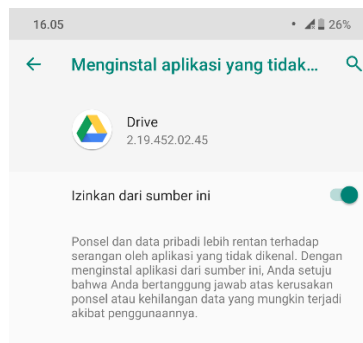 16.05
26%
Menginstal aplikasi yang tidak...
Drive
2.19.452.02.45
Izinkan dari sumber ini
Ponsel dan data pribadi lebih rentan terhadap
serangan oleh aplikasi yang tidak dikenal. Dengan
menginstal aplikasi dari sumber ini, Anda setuju
bahwa Anda bertanggung jawab atas kerusakan
ponsel atau kehilangan data yang mungkin terjadi
akibat penggunaannya.